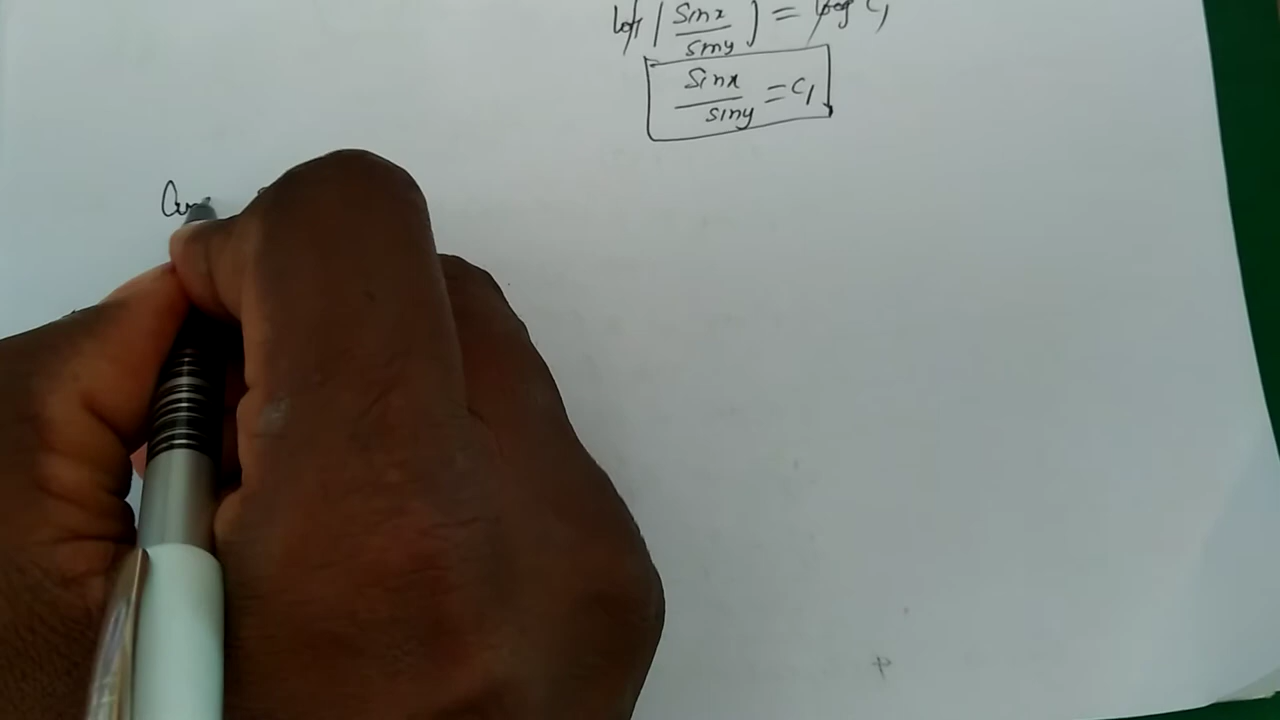 log ( sinx / siny ) = log c₁
sinx / siny = c₁